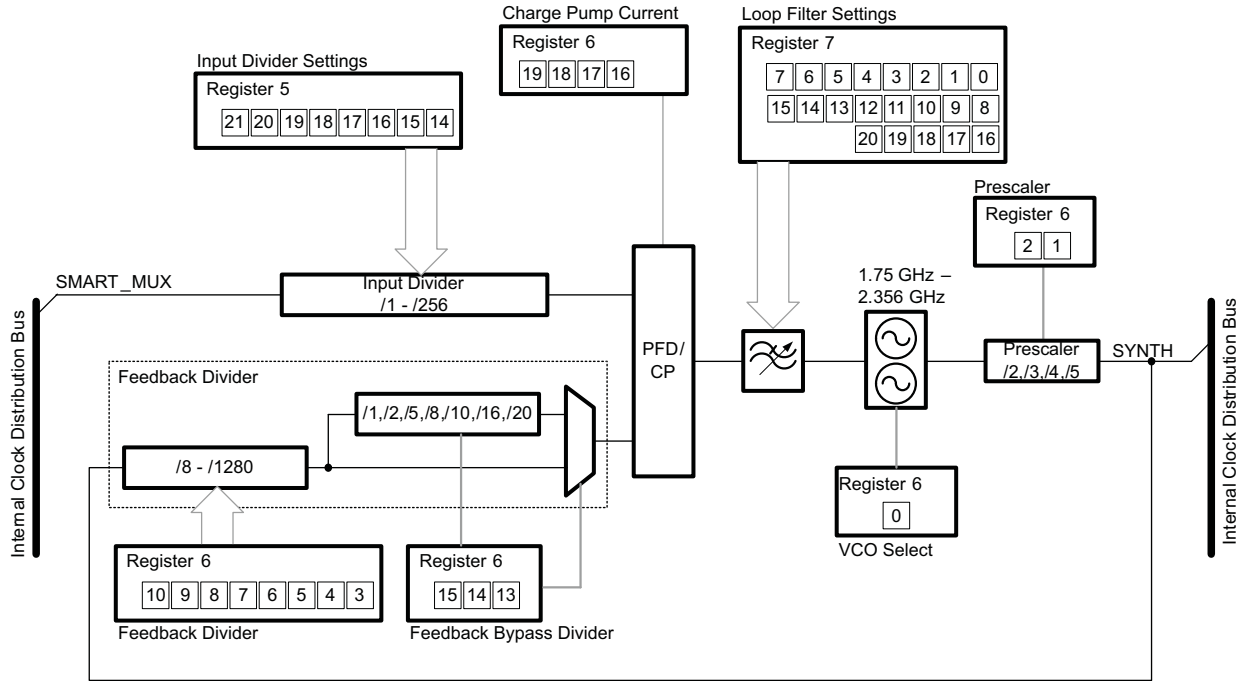 Charge Pump Current
Register 6
19 18 17 16
Loop Filter Settings
Register 7
7 6 5 4 3 2 1 0
15 14 13 12 11 10 9 8
20 19 18 17 16
Input Divider Settings
Register 5
21 20 19 18 17 16 15 14
Prescaler
Register 6
2 1
SMART_MUX
Input Divider
/1 - /256
1.75 GHz –
2.356 GHz
PFD/
CP
Prescaler
/2,/3,/4,/5
SYNTH
Internal Clock Distribution Bus
Internal Clock Distribution Bus
Feedback Divider
/1,/2,/5,/8,/10,/16,/20
/8 - /1280
Register 6
0
VCO Select
Register 6
10 9 8 7 6 5 4 3
Feedback Divider
Register 6
15 14 13
Feedback Bypass Divider